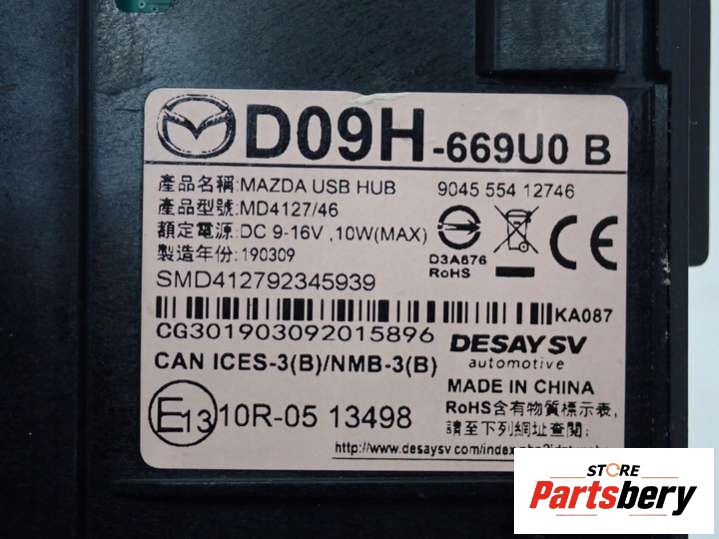 D09H-669U0 B
產品名稱:MAZDA USB HUB 9045 554 12746
產品型號:MD4127/46
額定電源:DC 9-16V ,10W(MAX)
製造年份:190309
D3A676
RoHS
CE
SMD412792345939
KA087
CG301903092015896
DESAY SV
automotive
CAN ICES-3(B)/NMB-3(B)
MADE IN CHINA
E13 10R-05 13498
RoHS含有物質標示表,
請至下列網址查閱:
STORE
Partsbery